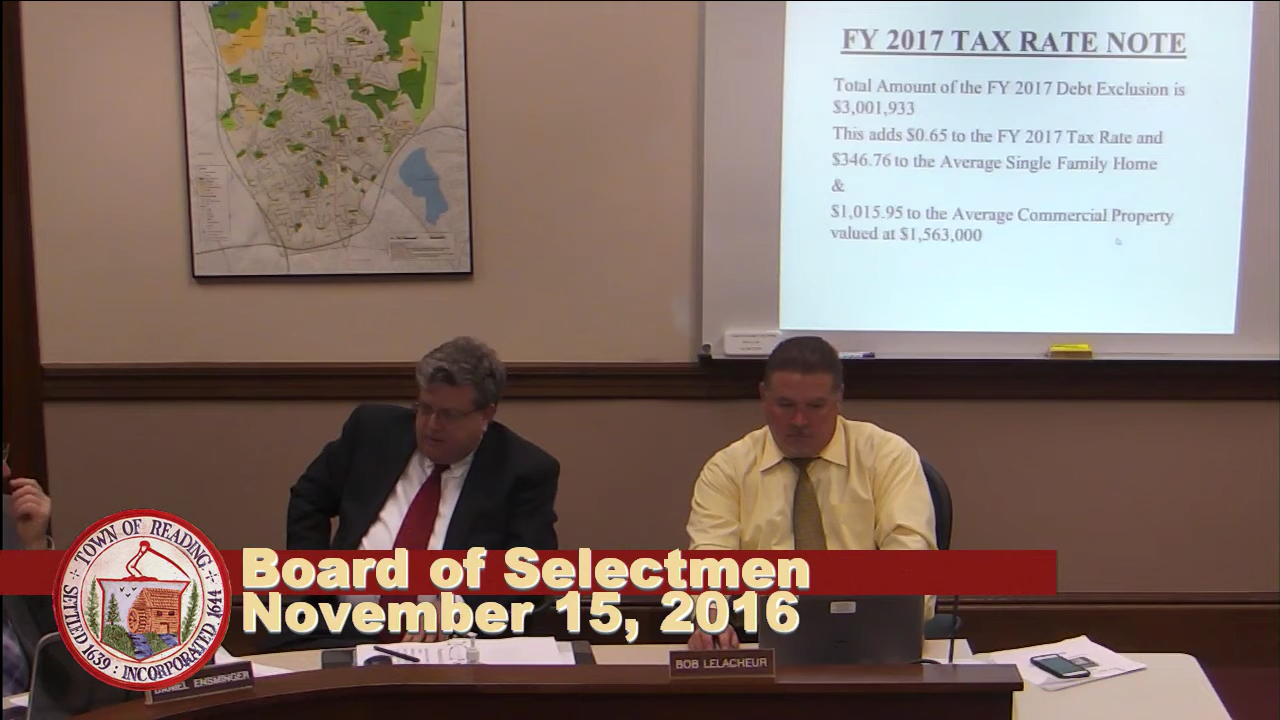 FY 2017 TAX RATE NOTE
Total Amount of the FY 2017 Debt Exclusion is
$3,001,933
This adds $0.65 to the FY 2017 Tax Rate and
$346.76 to the Average Single Family Home
&
$1,015.95 to the Average Commercial Property
valued at $1,563,000
TOWN OF READING
SETTLED 1639 : INCORPORATED 1644
Board of Selectmen
November 15, 2016
DANIEL ENSMINGER
BOB LELACHEUR